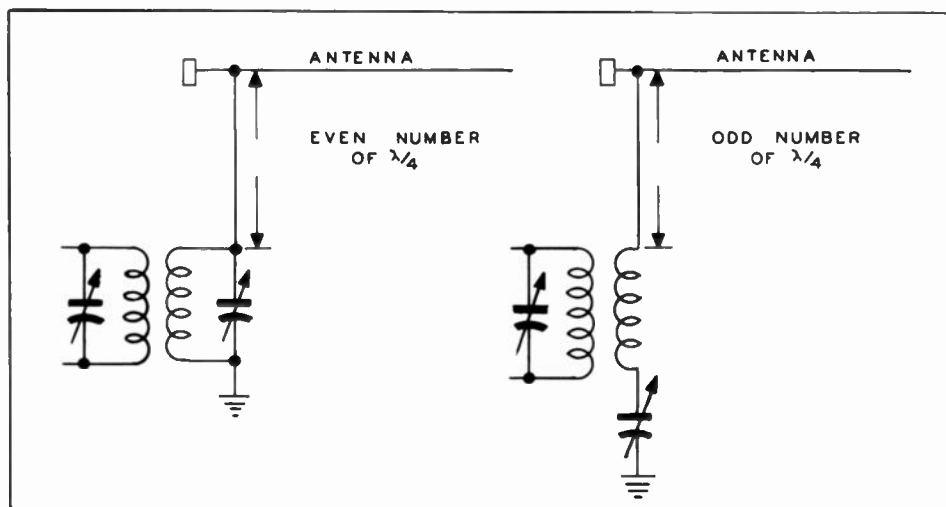 ANTENNA
EVEN NUMBER
OF λ/4
ANTENNA
ODD NUMBER
OF λ/4